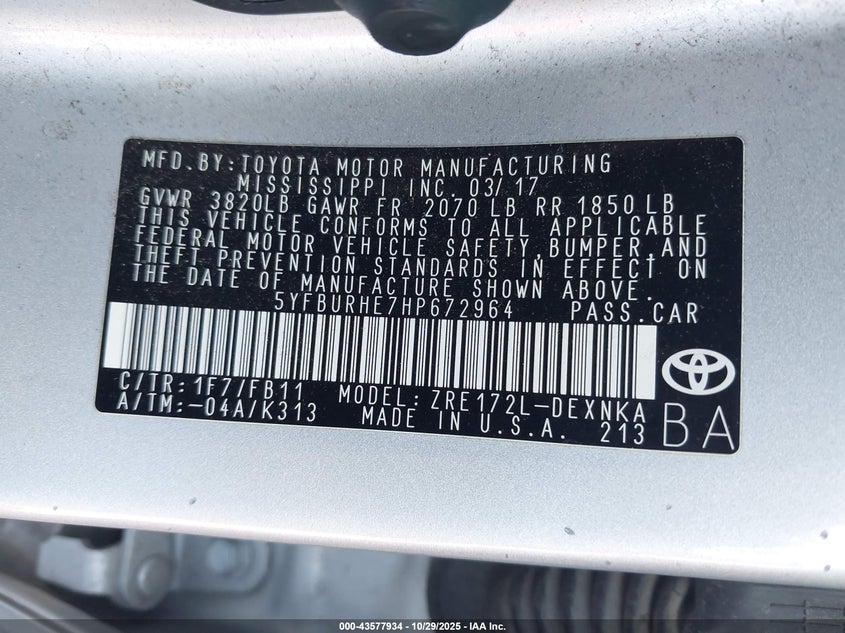 MFD.BY:TOYOTA MOTOR MANUFACTURING
MISSISSIPPI INC. 03/17
GVWR 3820LB GAWR FR 2070 LB RR 1850 LB
THIS VEHICLE CONFORMS TO ALL APPLICABLE
FEDERAL MOTOR VEHICLE SAFETY,BUMPER,AND
THEFT PREVENTION STANDARDS IN EFFECT ON
THE DATE OF MANUFACTURE SHOWN ABOVE.
5YFBURHE7HP672964 PASS.CAR
C/TR:1F7/FB11 MODEL:ZRE172L-DEXNKA
A/TM:-04A/K313 MADE IN U.S.A. 213 BA
000-43577934 | 10/29/2025 - IAA Inc.